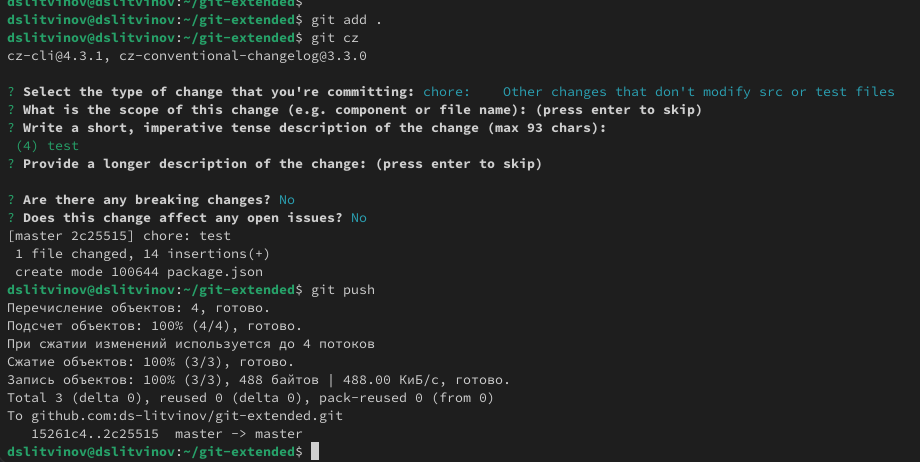 dslitvinov@dslitvinov:~/git-extended$
dslitvinov@dslitvinov:~/git-extended$ git add .
dslitvinov@dslitvinov:~/git-extended$ git cz
cz-cli@4.3.1, cz-conventional-changelog@3.3.0
? Select the type of change that you're committing: chore:    Other changes that don't modify src or test files
? What is the scope of this change (e.g. component or file name): (press enter to skip)
? Write a short, imperative tense description of the change (max 93 chars):
 (4) test
? Provide a longer description of the change: (press enter to skip)
? Are there any breaking changes? No
? Does this change affect any open issues? No
[master 2c25515] chore: test
 1 file changed, 14 insertions(+)
 create mode 100644 package.json
dslitvinov@dslitvinov:~/git-extended$ git push
Перечисление объектов: 4, готово.
Подсчет объектов: 100% (4/4), готово.
При сжатии изменений используется до 4 потоков
Сжатие объектов: 100% (3/3), готово.
Запись объектов: 100% (3/3), 488 байтов | 488.00 КиБ/с, готово.
Total 3 (delta 0), reused 0 (delta 0), pack-reused 0 (from 0)
To github.com:ds-litvinov/git-extended.git
   15261c4..2c25515  master -> master
dslitvinov@dslitvinov:~/git-extended$